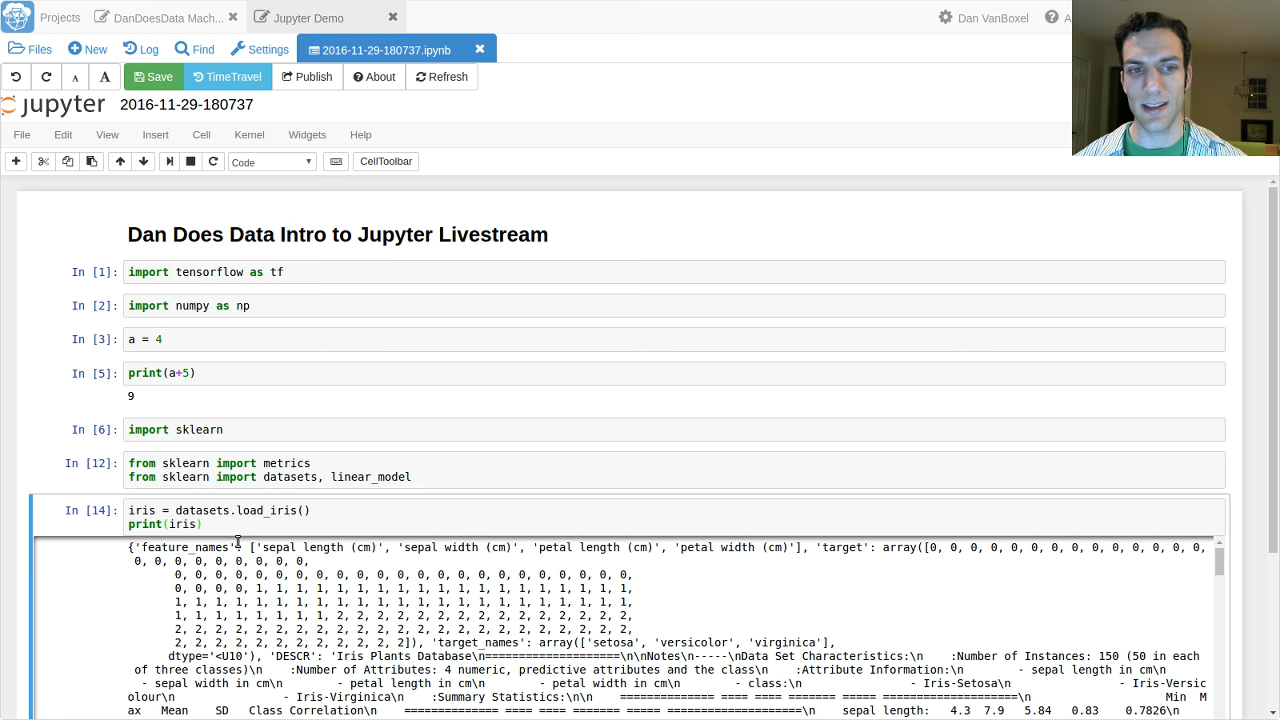 Projects DanDoesData Mach... Jupyter Demo Dan VanBoxel
Files New Log Find Settings 2016-11-29-180737.ipynb
A A Save TimeTravel Publish About Refresh
jupyter 2016-11-29-180737
File Edit View Insert Cell Kernel Widgets Help
Code CellToolbar
Dan Does Data Intro to Jupyter Livestream
In [1]: import tensorflow as tf
In [2]: import numpy as np
In [3]: a = 4
In [5]: print(a+5)
9
In [6]: import sklearn
In [12]: from sklearn import metrics
from sklearn import datasets, linear_model
In [14]: iris = datasets.load_iris()
print(iris)
{'feature_names': ['sepal length (cm)', 'sepal width (cm)', 'petal length (cm)', 'petal width (cm)'], 'target': array([0, 0, 0, 0, 0, 0, 0, 0, 0, 0, 0, 0, 0, 0,
0, 0, 0, 0, 0, 0, 0, 0, 0,
0, 0, 0, 0, 0, 0, 0, 0, 0, 0, 0, 0, 0, 0, 0, 0, 0, 0, 0, 0, 0, 0,
0, 0, 0, 0, 1, 1, 1, 1, 1, 1, 1, 1, 1, 1, 1, 1, 1, 1, 1, 1, 1, 1,
1, 1, 1, 1, 1, 1, 1, 1, 1, 1, 1, 1, 1, 1, 1, 1, 1, 1, 1, 1, 1, 1,
1, 1, 1, 1, 1, 1, 1, 1, 2, 2, 2, 2, 2, 2, 2, 2, 2, 2, 2, 2, 2, 2,
2, 2, 2, 2, 2, 2, 2, 2, 2, 2, 2, 2, 2, 2, 2, 2, 2, 2, 2, 2, 2, 2,
2, 2, 2, 2, 2, 2, 2, 2, 2, 2, 2, 2]), 'target_names': array(['setosa', 'versicolor', 'virginica'],
dtype='<U10'), 'DESCR': 'Iris Plants Database\n====================\n\nNotes\n-----\nData Set Characteristics:\n :Number of Instances: 150 (50 in each
of three classes)\n :Number of Attributes: 4 numeric, predictive attributes and the class\n :Attribute Information:\n - sepal length in cm\n
- sepal width in cm\n - petal length in cm\n - petal width in cm\n - class:\n - Iris-Setosa\n - Iris-Versic
olour\n - Iris-Virginica\n :Summary Statistics:\n\n ============== ==== ==== ======= ===== ====================\n Min M
ax Mean SD Class Correlation\n ============== ==== ==== ======= ===== ====================\n sepal length: 4.3 7.9 5.84 0.83 0.7826\n